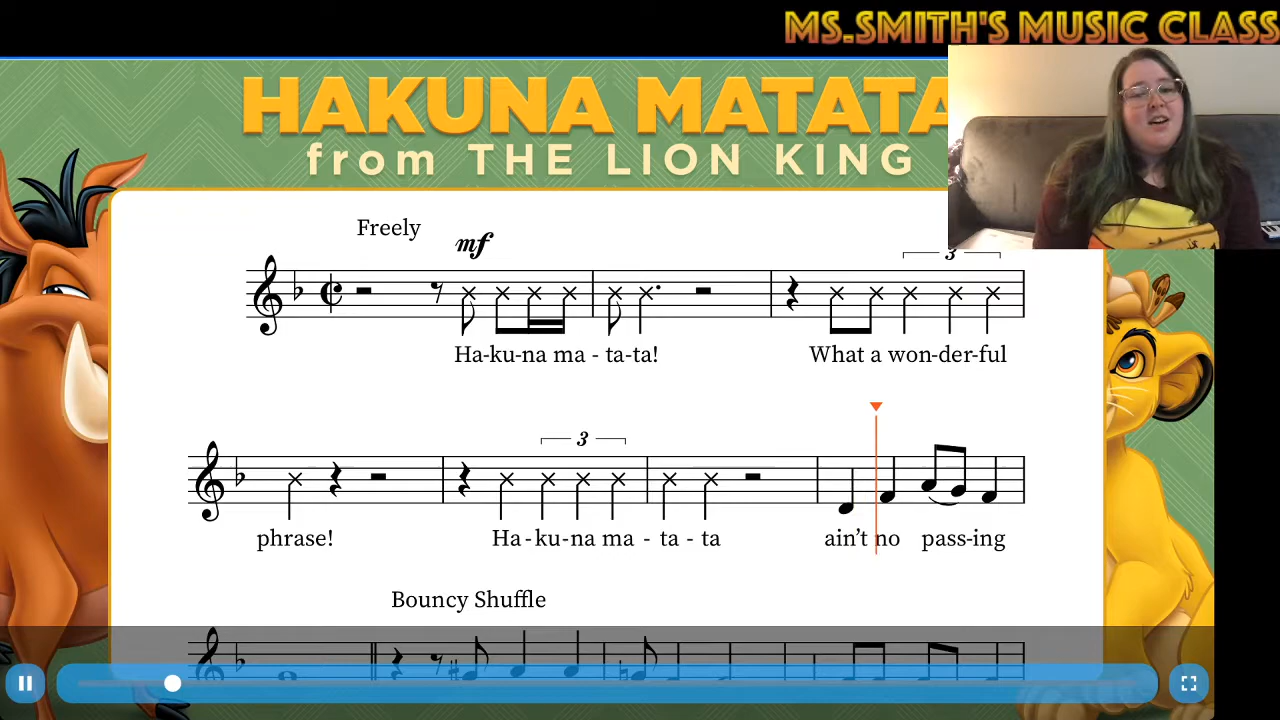 MS.SMITH'S MUSIC CLASS
HAKUNA MATATA
from THE LION KING
Freely
mf
3
Ha-ku-na ma - ta-ta! What a won-der-ful
3
phrase! Ha-ku-na ma - ta - ta ain't no pass-ing
Bouncy Shuffle